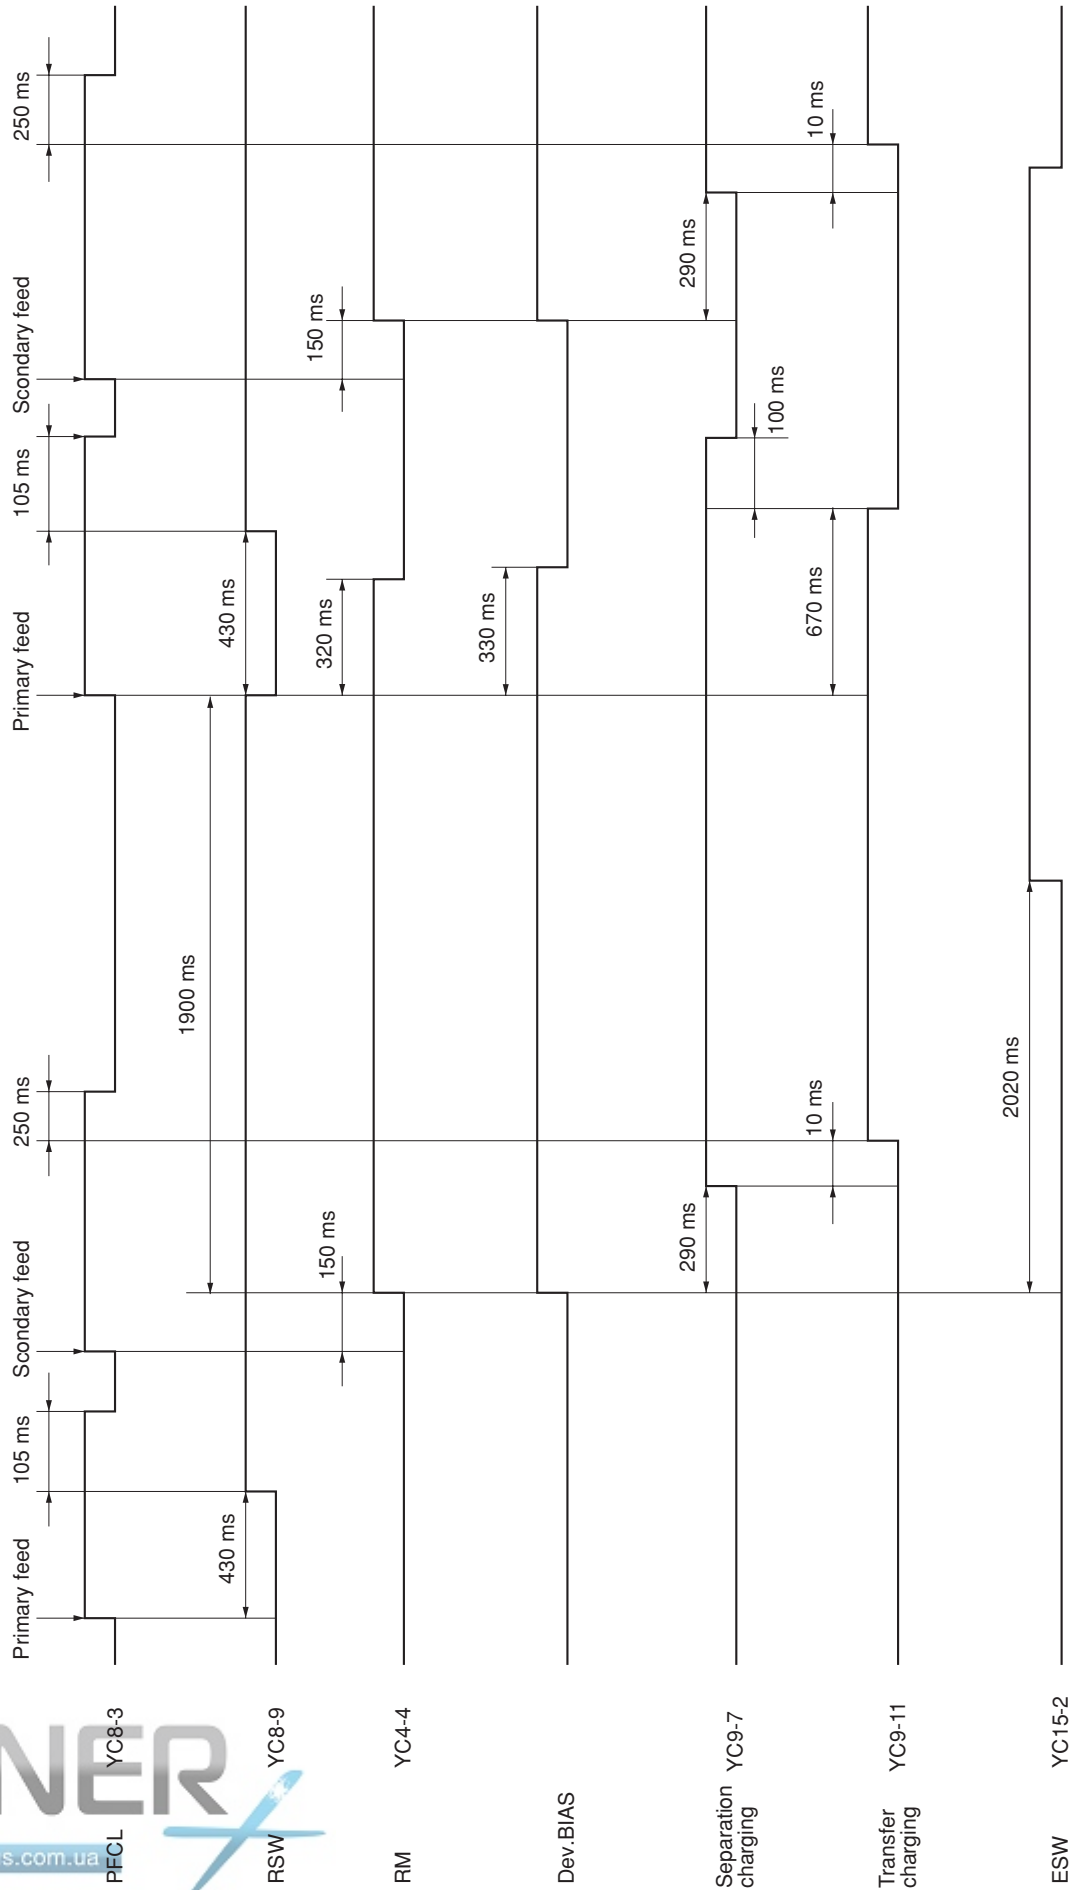 Primary feed
105 ms
Scondary feed
250 ms
Primary feed
105 ms
Scondary feed
250 ms
PFCL YC8-3
430 ms
1900 ms
430 ms
RSW YC8-9
150 ms
320 ms
150 ms
RM YC4-4
330 ms
Dev.BIAS
290 ms
100 ms
290 ms
Separation
charging
YC9-7
10 ms
670 ms
10 ms
Transfer
charging
YC9-11
2020 ms
ESW YC15-2
NER
s.com.ua